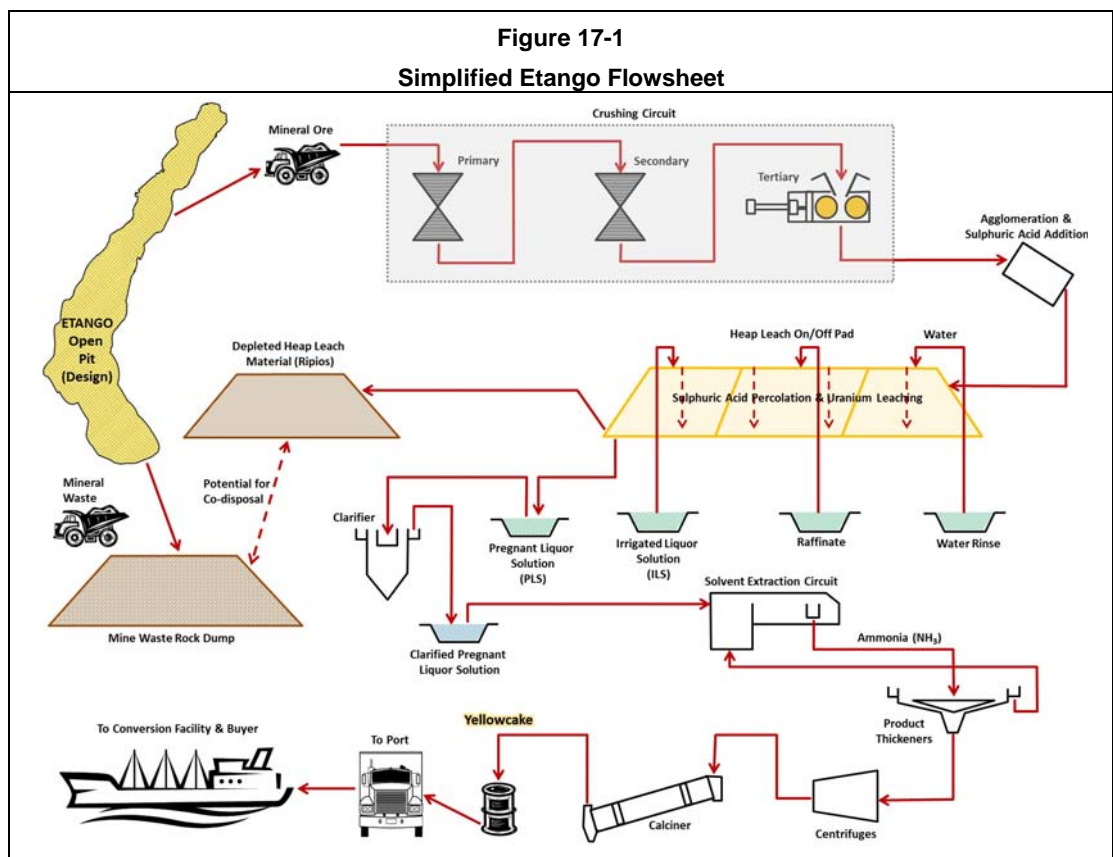 Figure 17-1
Simplified Etango Flowsheet
Mineral Ore
Crushing Circuit
Primary
Secondary
Tertiary
Agglomeration &
Sulphuric Acid Addition
ETANGO
Open
Pit
(Design)
Depleted Heap Leach
Material (Ripios)
Heap Leach On/Off Pad
Water
Sulphuric Acid Percolation & Uranium Leaching
Mineral
Waste
Potential for
Co-disposal
Clarifier
Pregnant Liquor
Solution
(PLS)
Irrigated Liquor
Solution
(ILS)
Raffinate
Water Rinse
Mine Waste Rock Dump
Clarified Pregnant
Liquor Solution
Solvent Extraction Circuit
Ammonia (NH₃)
Product
Thickeners
To Conversion Facility & Buyer
To Port
Yellowcake
Calciner
Centrifuges